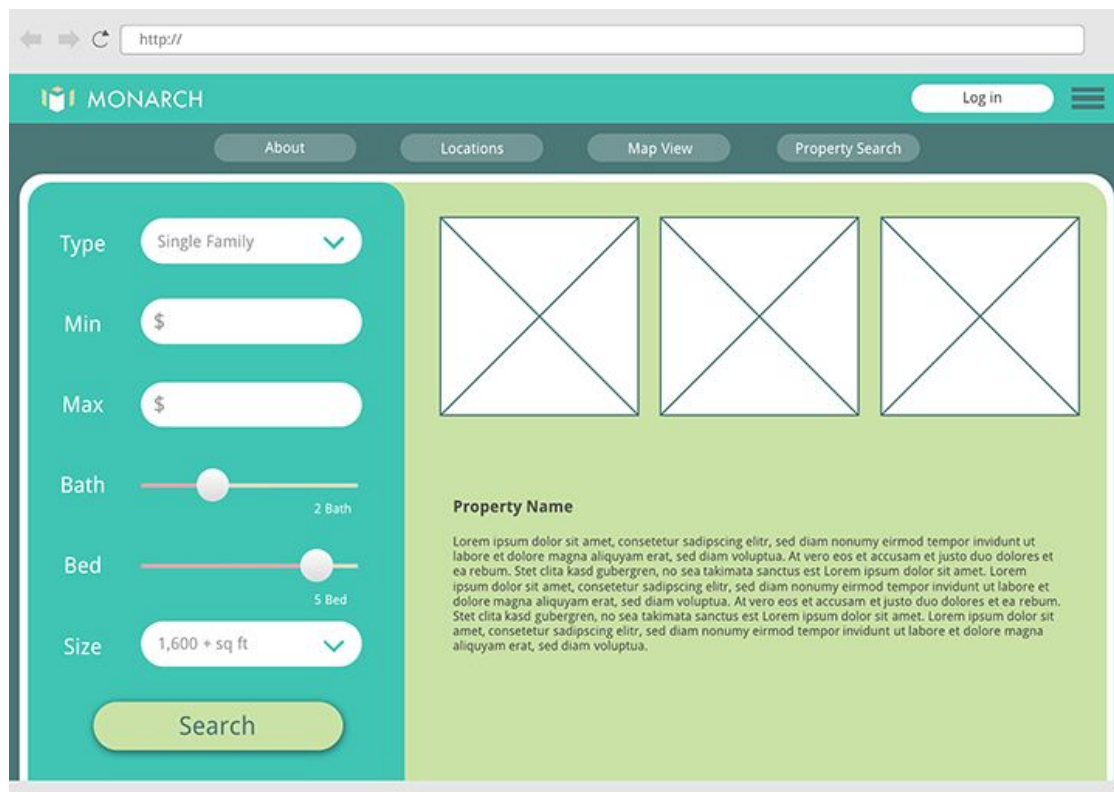 http://
MONARCH
Log in
About
Locations
Map View
Property Search
Type
Single Family
Min
$
Max
$
Bath
2 Bath
Bed
5 Bed
Size
1,600 + sq ft
Search
Property Name
Lorem ipsum dolor sit amet, consetetur sadipscing elitr, sed diam nonumy eirmod tempor invidunt ut
labore et dolore magna aliquyam erat, sed diam voluptua. At vero eos et accusam et justo duo dolores et
ea rebum. Stet clita kasd gubergren, no sea takimata sanctus est Lorem ipsum dolor sit amet. Lorem
ipsum dolor sit amet, consetetur sadipscing elitr, sed diam nonumy eirmod tempor invidunt ut labore et
dolore magna aliquyam erat, sed diam voluptua. At vero eos et accusam et justo duo dolores et ea rebum.
Stet clita kasd gubergren, no sea takimata sanctus est Lorem ipsum dolor sit amet. Lorem ipsum dolor sit
amet, consetetur sadipscing elitr, sed diam nonumy eirmod tempor invidunt ut labore et dolore magna
aliquyam erat, sed diam voluptua.